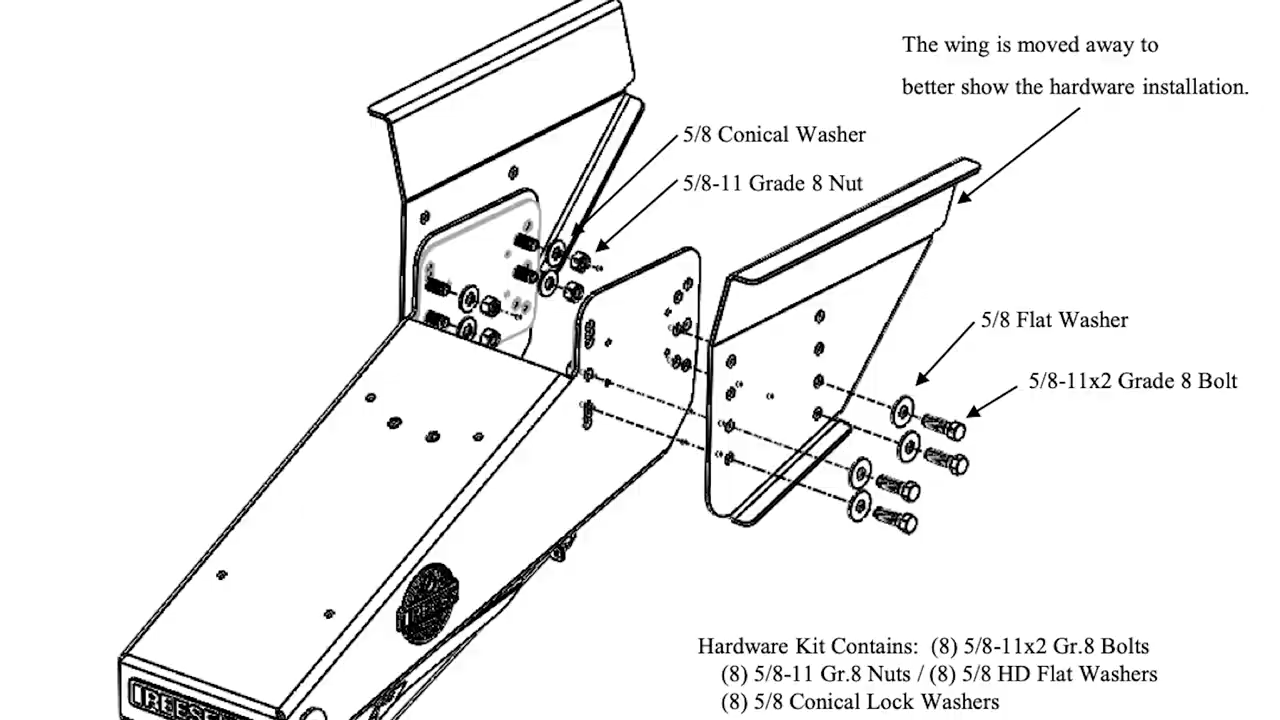 The wing is moved away to
better show the hardware installation.
5/8 Conical Washer
5/8-11 Grade 8 Nut
5/8 Flat Washer
5/8-11x2 Grade 8 Bolt
Hardware Kit Contains:  (8) 5/8-11x2 Gr.8 Bolts
(8) 5/8-11 Gr.8 Nuts / (8) 5/8 HD Flat Washers
(8) 5/8 Conical Lock Washers
REESE